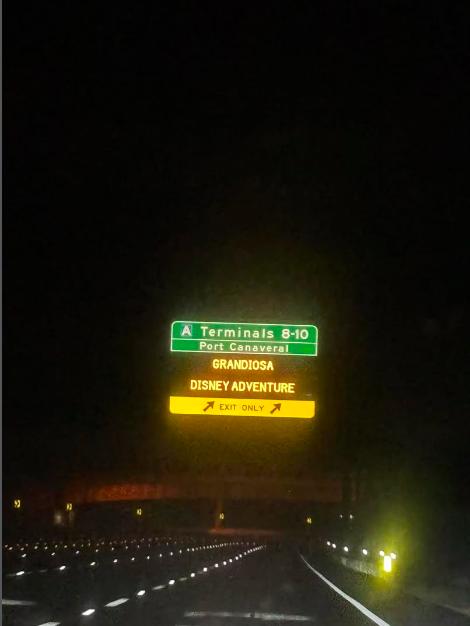 A Terminals 8-10
Port Canaveral
GRANDIOSA
DISNEY ADVENTURE
EXIT ONLY